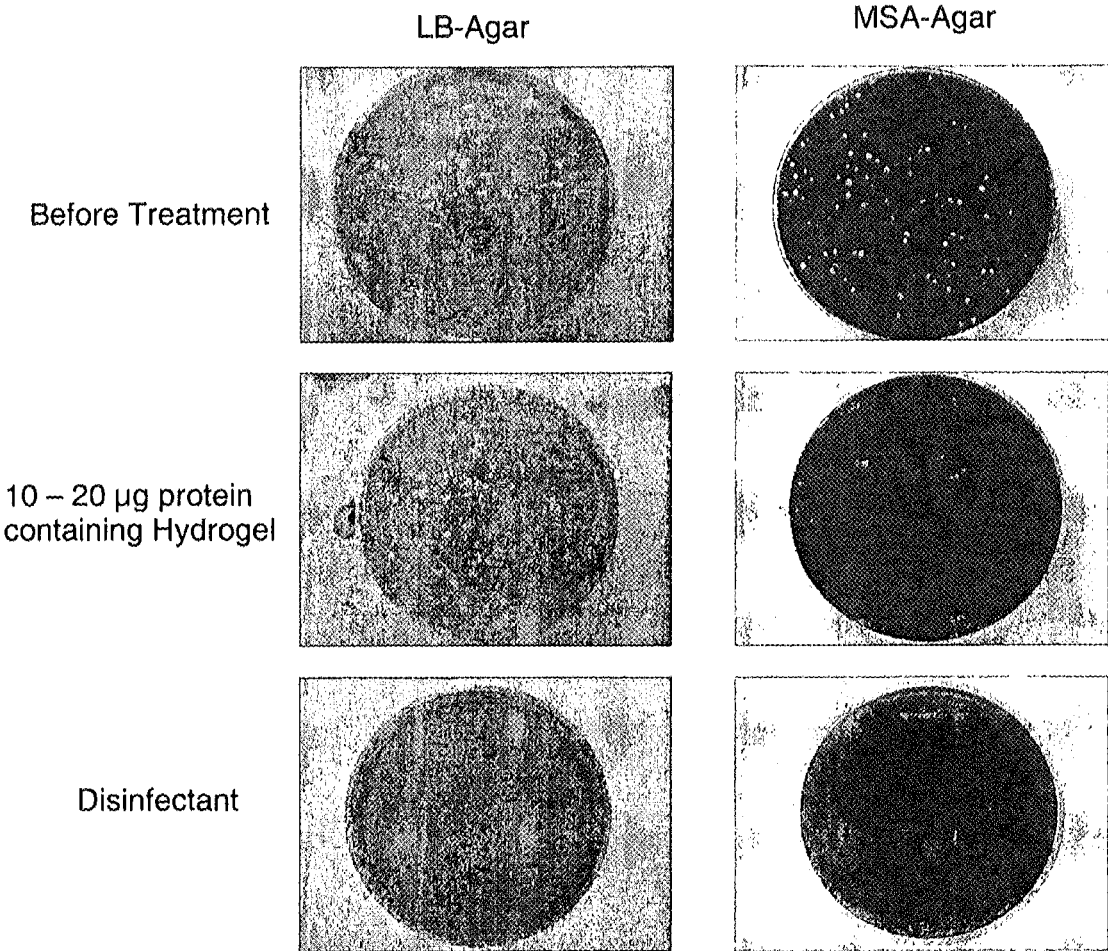 LB-Agar
MSA-Agar
Before Treatment
10 – 20 µg protein
containing Hydrogel
Disinfectant